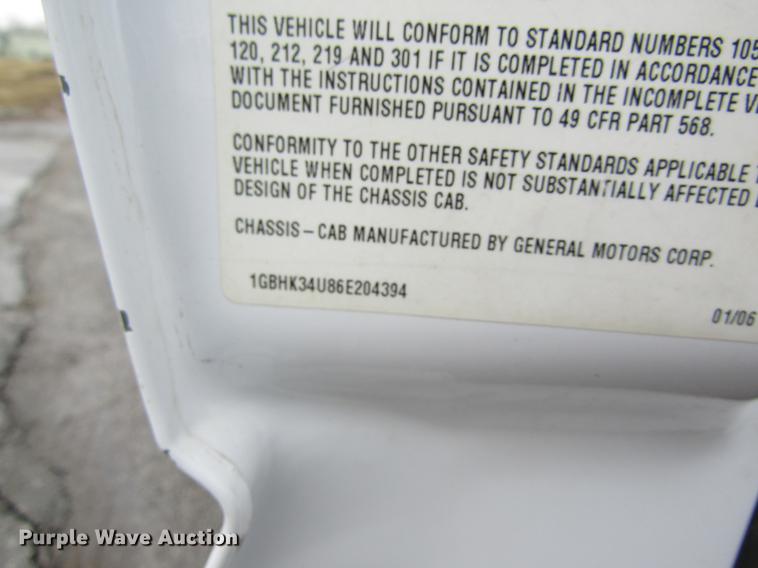 THIS VEHICLE WILL CONFORM TO STANDARD NUMBERS 105
120, 212, 219 AND 301 IF IT IS COMPLETED IN ACCORDANCE
WITH THE INSTRUCTIONS CONTAINED IN THE INCOMPLETE
DOCUMENT FURNISHED PURSUANT TO 49 CFR PART 568.
CONFORMITY TO THE OTHER SAFETY STANDARDS APPLICABLE
VEHICLE WHEN COMPLETED IS NOT SUBSTANTIALLY AFFECTED
DESIGN OF THE CHASSIS CAB.
CHASSIS-CAB MANUFACTURED BY GENERAL MOTORS CORP.
1GBHK34U86E204394
01/06
Purple Wave Auction